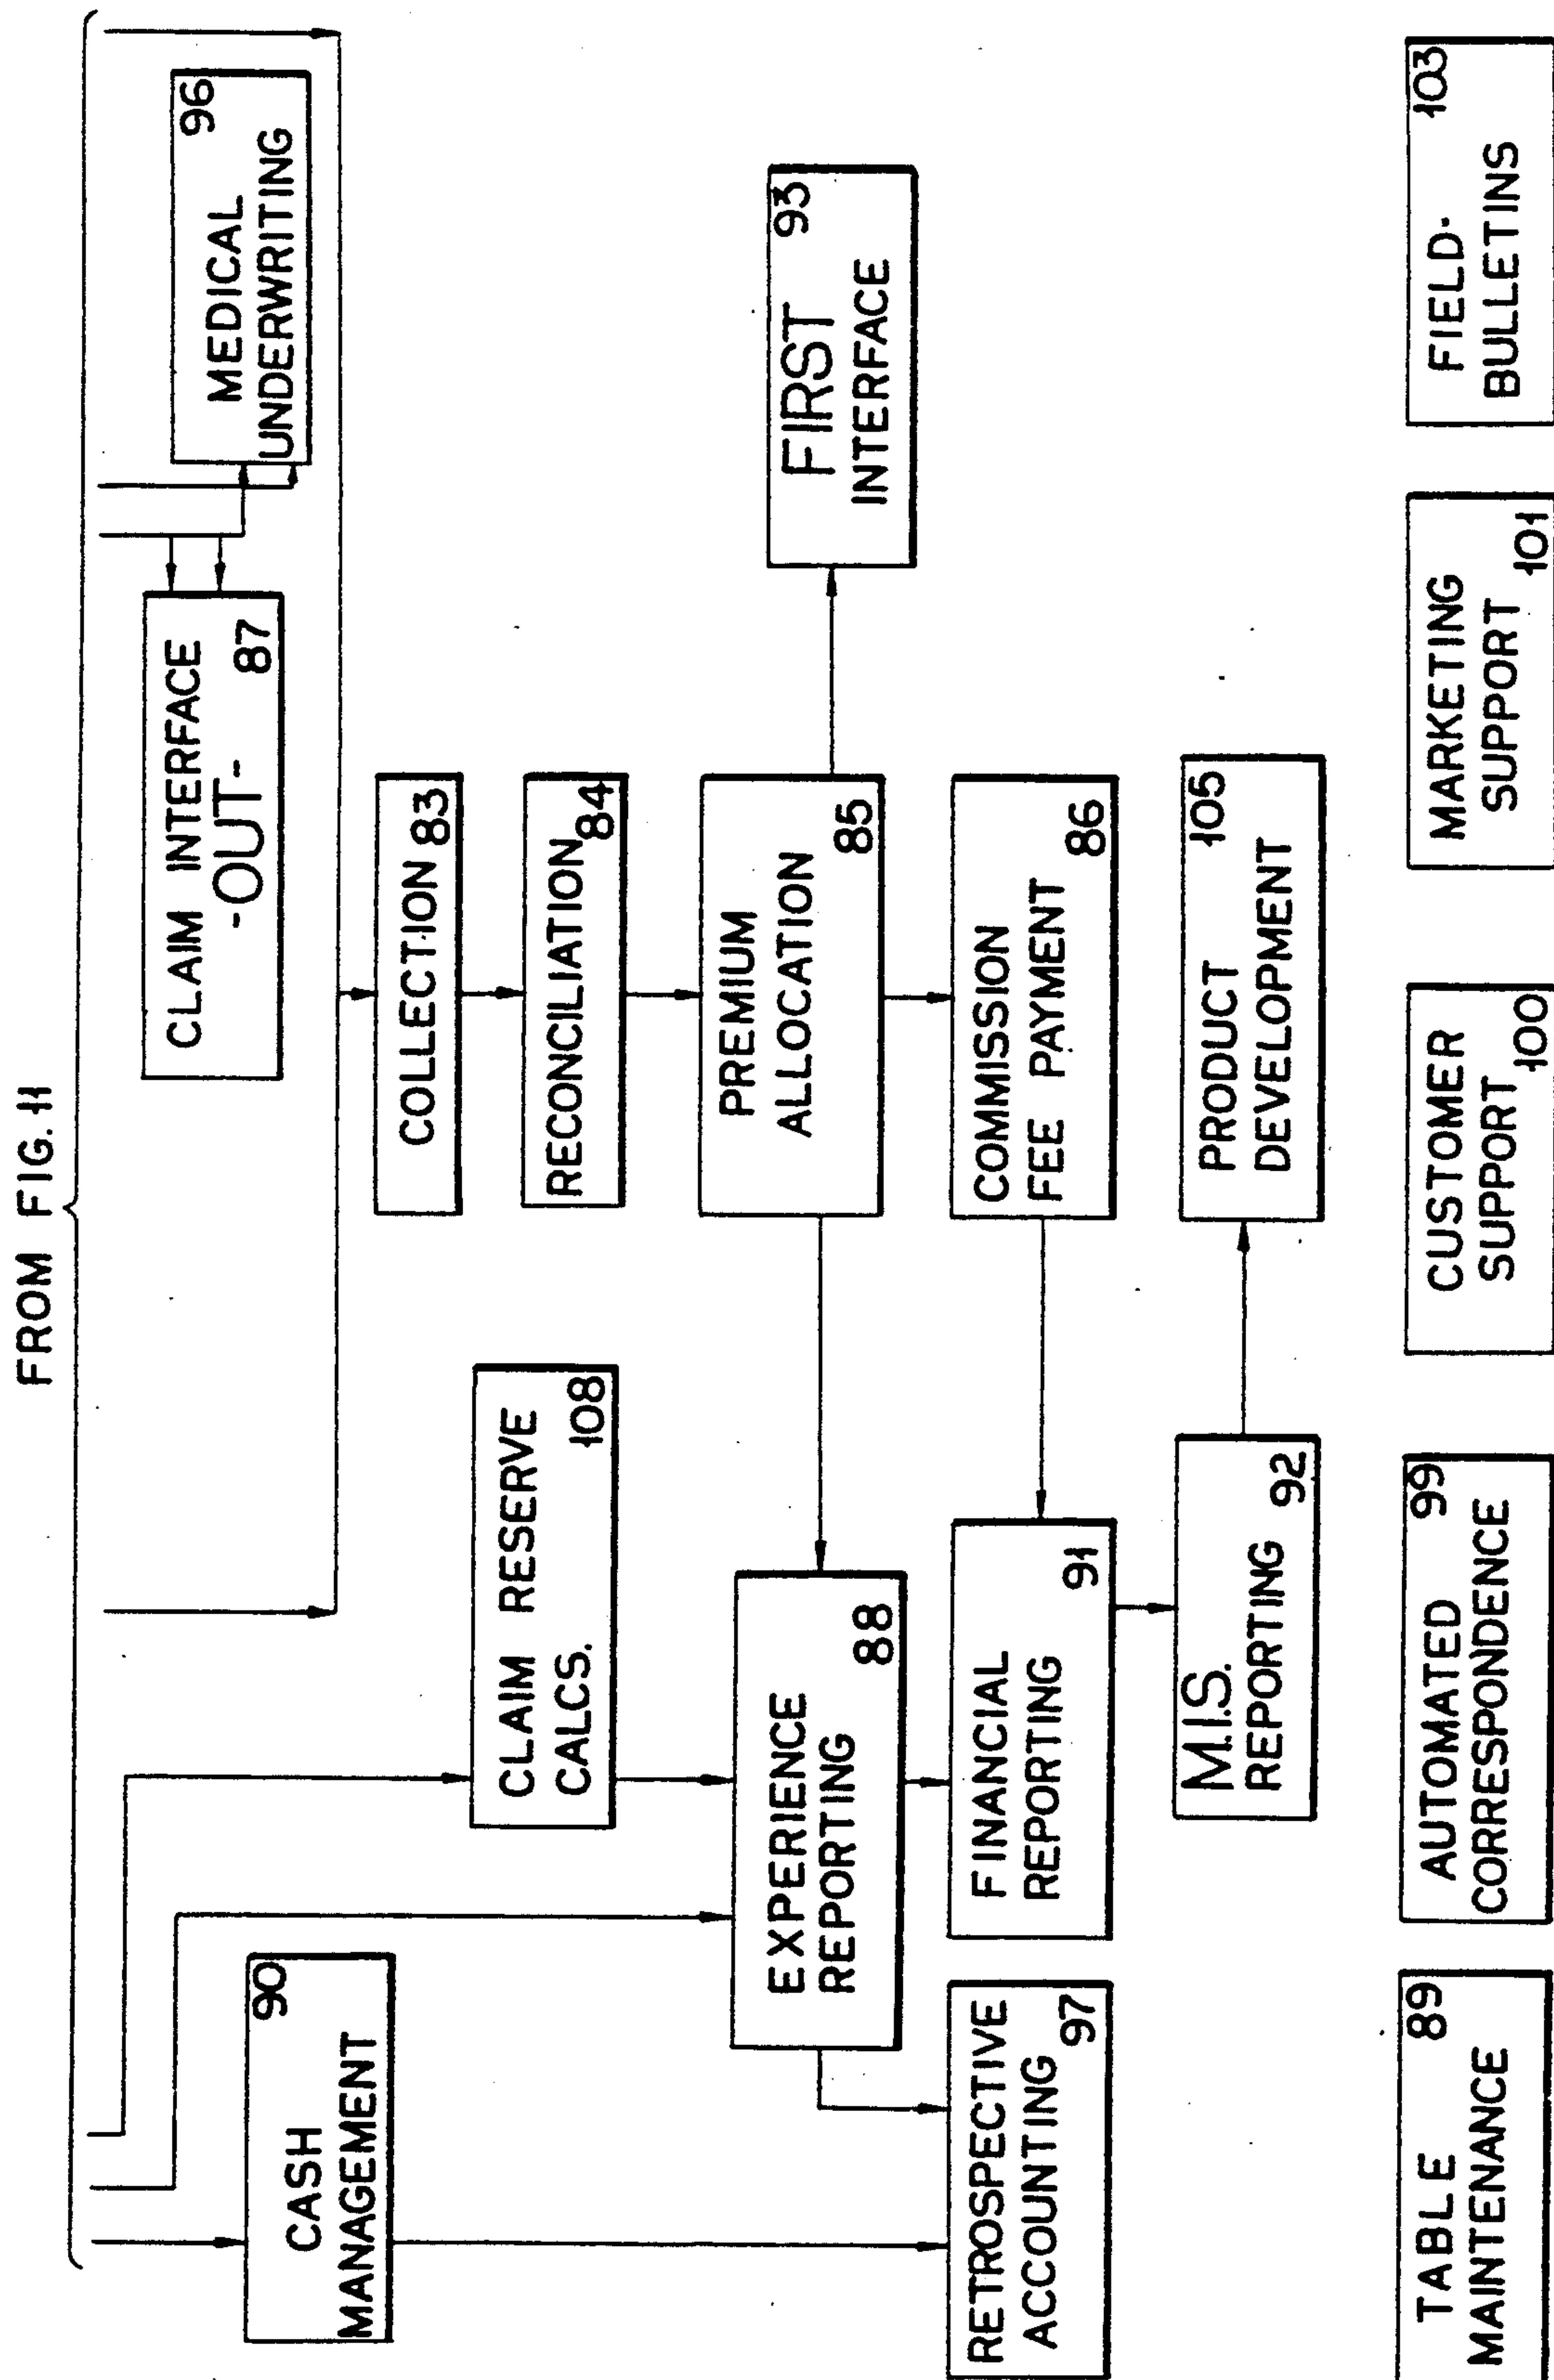 FROM FIG. 11
CASH
MANAGEMENT
90
CLAIM INTERFACE
-OUT-
87
MEDICAL
UNDERWRITING
96
COLLECTION 83
CLAIM RESERVE
CALCS.
108
RECONCILIATION 84
PREMIUM
ALLOCATION
85
FIRST
INTERFACE
93
EXPERIENCE
REPORTING
88
RETROSPECTIVE
ACCOUNTING
97
FINANCIAL
REPORTING
91
COMMISSION
FEE PAYMENT
86
M.I.S.
REPORTING
92
PRODUCT
DEVELOPMENT
105
TABLE
MAINTENANCE
89
AUTOMATED
CORRESPONDENCE
99
CUSTOMER
SUPPORT
100
MARKETING
SUPPORT
101
FIELD-
BULLETINS
103